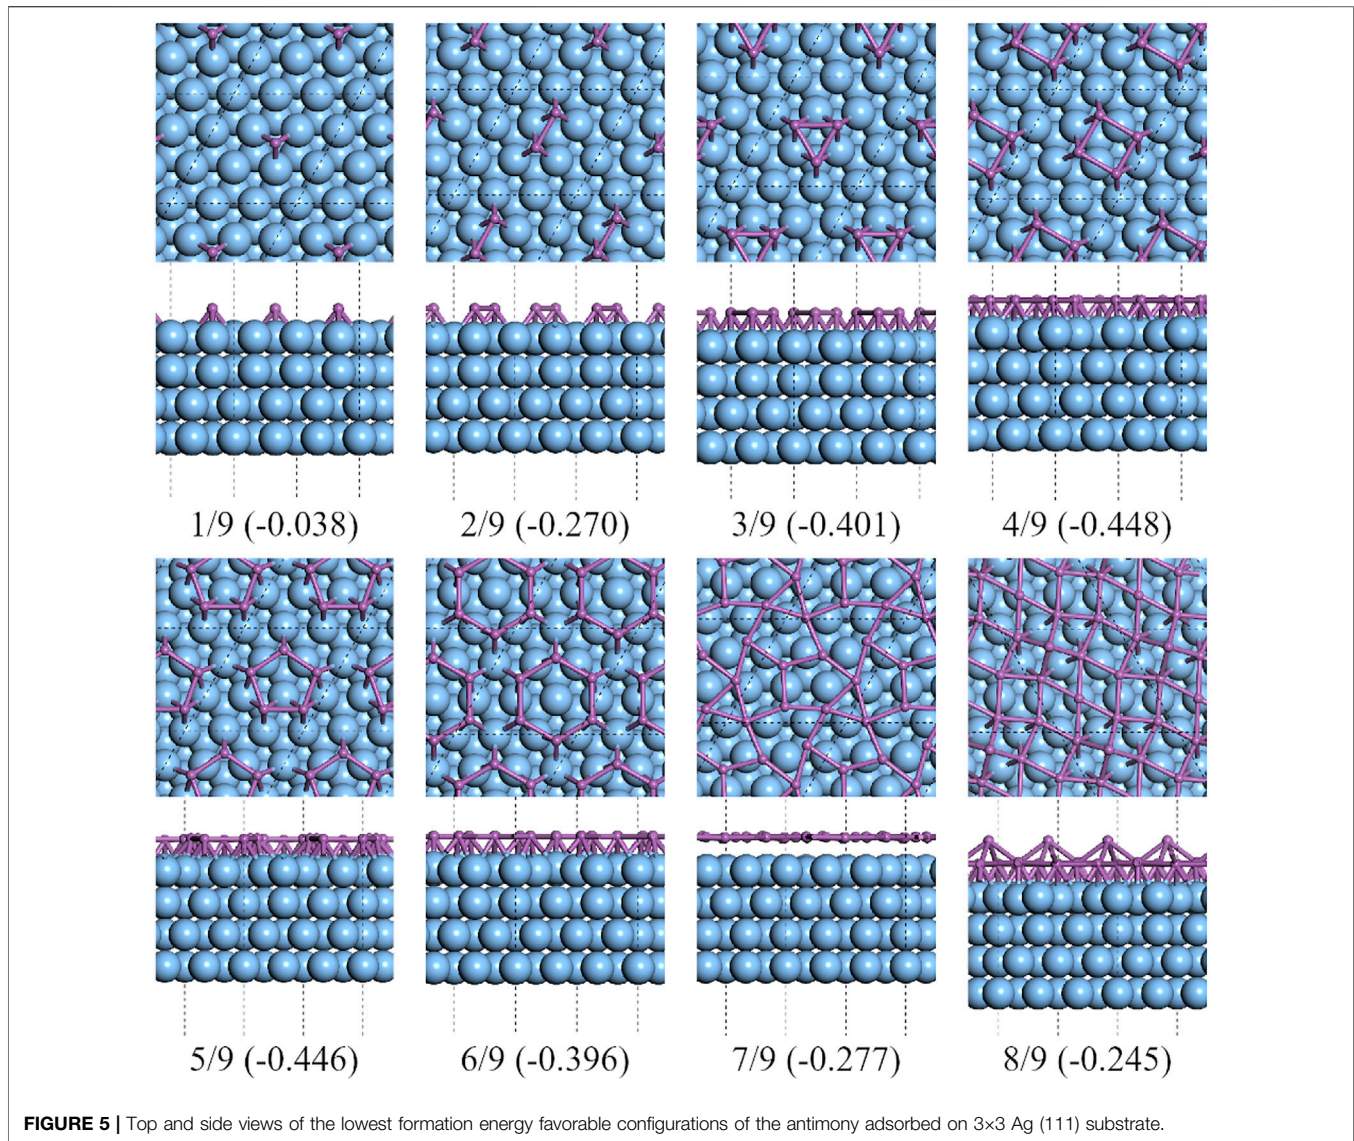 1/9 (-0.038) 2/9 (-0.270) 3/9 (-0.401) 4/9 (-0.448)
5/9 (-0.446) 6/9 (-0.396) 7/9 (-0.277) 8/9 (-0.245)
FIGURE 5 | Top and side views of the lowest formation energy favorable configurations of the antimony adsorbed on 3×3 Ag (111) substrate.